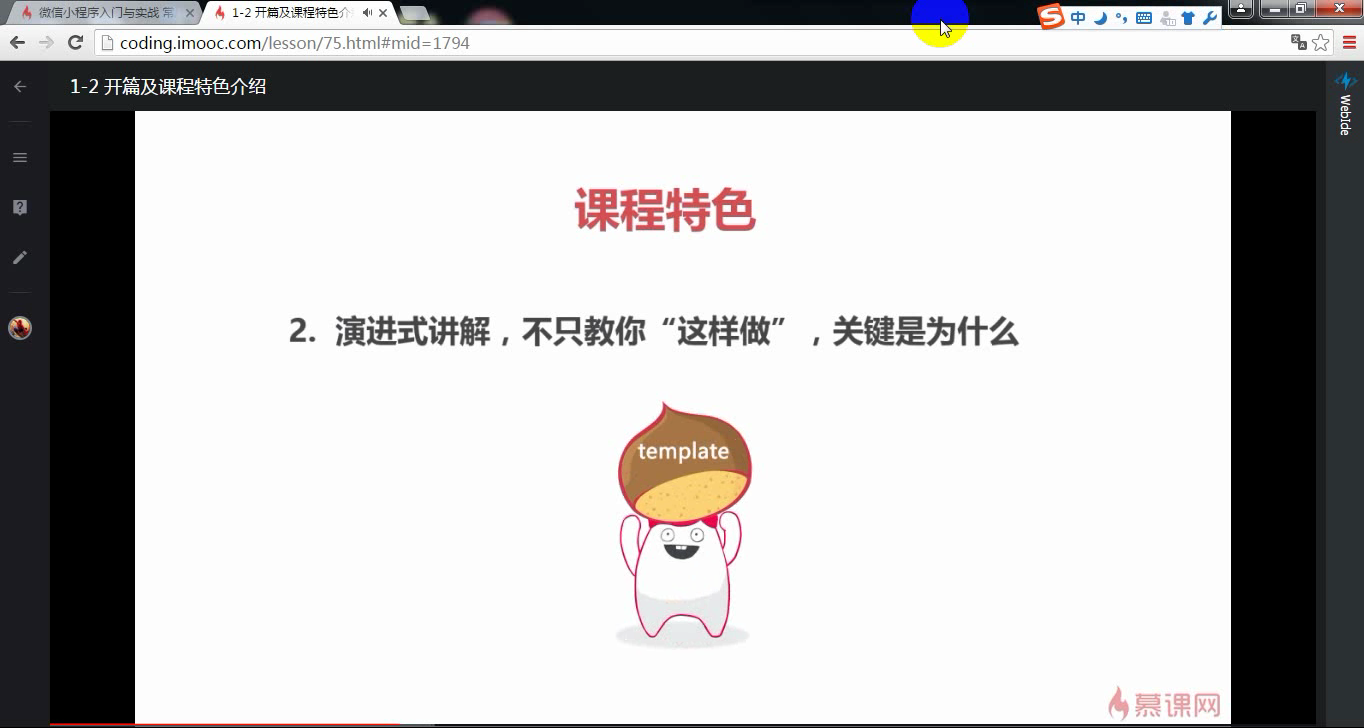 微信小程序入门与实战 常
1-2 开篇及课程特色介
中
coding.imooc.com/lesson/75.html#mid=1794
1-2 开篇及课程特色介绍
WebIde
课程特色
2. 演进式讲解，不只教你“这样做”，关键是为什么
template
慕课网